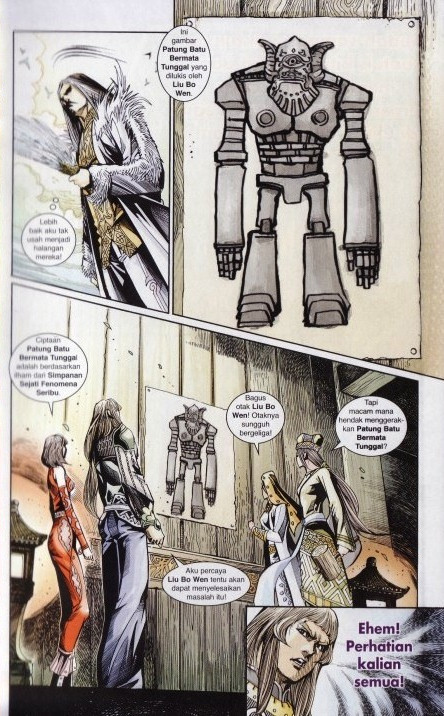 Ini
gambar
Patung Batu
Bermata
Tunggal yang
dilukis oleh
Liu Bo
Wen.
Lebih
baik aku tak
usah menjadi
halangan
mereka!
Ciptaan
Patung Batu
Bermata Tunggal
adalah berdasarkan
ilham dari Simpanan
Sejati Fenomena
Seribu.
Bagus
otak Liu Bo
Wen! Otaknya
sungguh
bergeliga!
Tapi
macam mana
hendak menggerak-
kan Patung Batu
Bermata
Tunggal?
Aku percaya
Liu Bo Wen tentu akan
dapat menyelesaikan
masalah itu!
Ehem!
Perhatian
kalian
semua!